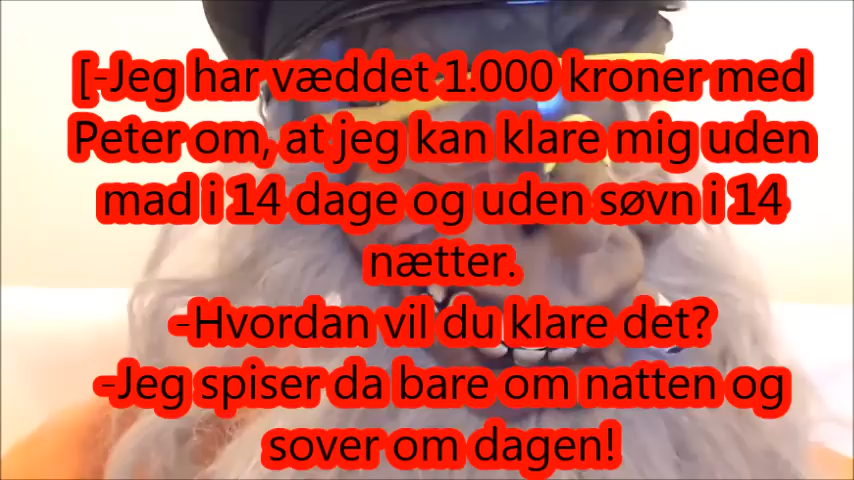 [-Jeg har væddet 1.000 kroner med
Peter om, at jeg kan klare mig uden
mad i 14 dage og uden søvn i 14
nætter.
-Hvordan vil du klare det?
-Jeg spiser da bare om natten og
sover om dagen!